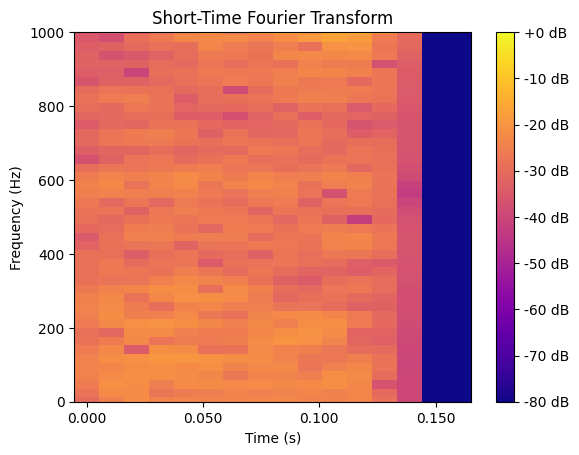 Short-Time Fourier Transform
1000
800
600
400
200
0
Frequency (Hz)
0.000
0.050
0.100
0.150
Time (s)
+0 dB
-10 dB
-20 dB
-30 dB
-40 dB
-50 dB
-60 dB
-70 dB
-80 dB